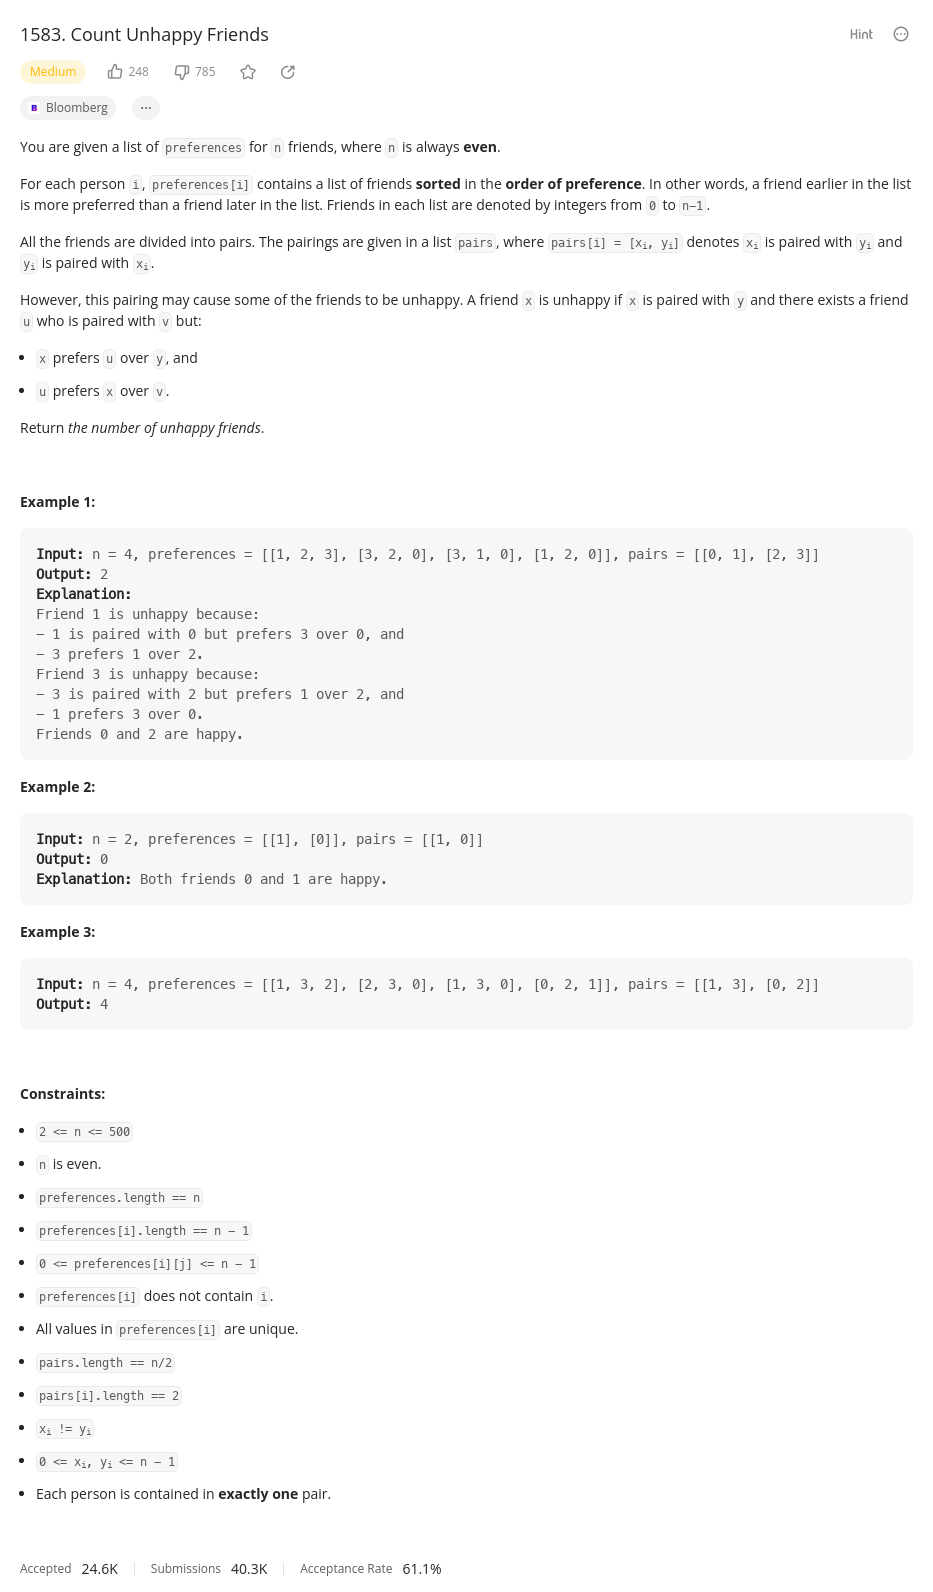 1583. Count Unhappy Friends
Hint
Medium 248 785
B Bloomberg ...
You are given a list of preferences for n friends, where n is always even.
For each person i, preferences[i] contains a list of friends sorted in the order of preference. In other words, a friend earlier in the list
is more preferred than a friend later in the list. Friends in each list are denoted by integers from 0 to n-1.
All the friends are divided into pairs. The pairings are given in a list pairs, where pairs[i] = [xi, yi] denotes xi is paired with yi and
yi is paired with xi.
However, this pairing may cause some of the friends to be unhappy. A friend x is unhappy if x is paired with y and there exists a friend
u who is paired with v but:
• x prefers u over y, and
• u prefers x over v.
Return the number of unhappy friends.
Example 1:
Input: n = 4, preferences = [[1, 2, 3], [3, 2, 0], [3, 1, 0], [1, 2, 0]], pairs = [[0, 1], [2, 3]]
Output: 2
Explanation:
Friend 1 is unhappy because:
- 1 is paired with 0 but prefers 3 over 0, and
- 3 prefers 1 over 2.
Friend 3 is unhappy because:
- 3 is paired with 2 but prefers 1 over 2, and
- 1 prefers 3 over 0.
Friends 0 and 2 are happy.
Example 2:
Input: n = 2, preferences = [[1], [0]], pairs = [[1, 0]]
Output: 0
Explanation: Both friends 0 and 1 are happy.
Example 3:
Input: n = 4, preferences = [[1, 3, 2], [2, 3, 0], [1, 3, 0], [0, 2, 1]], pairs = [[1, 3], [0, 2]]
Output: 4
Constraints:
• 2 <= n <= 500
• n is even.
• preferences.length == n
• preferences[i].length == n - 1
• 0 <= preferences[i][j] <= n - 1
• preferences[i] does not contain i.
• All values in preferences[i] are unique.
• pairs.length == n/2
• pairs[i].length == 2
• xi != yi
• 0 <= xi, yi <= n - 1
• Each person is contained in exactly one pair.
Accepted 24.6K Submissions 40.3K Acceptance Rate 61.1%